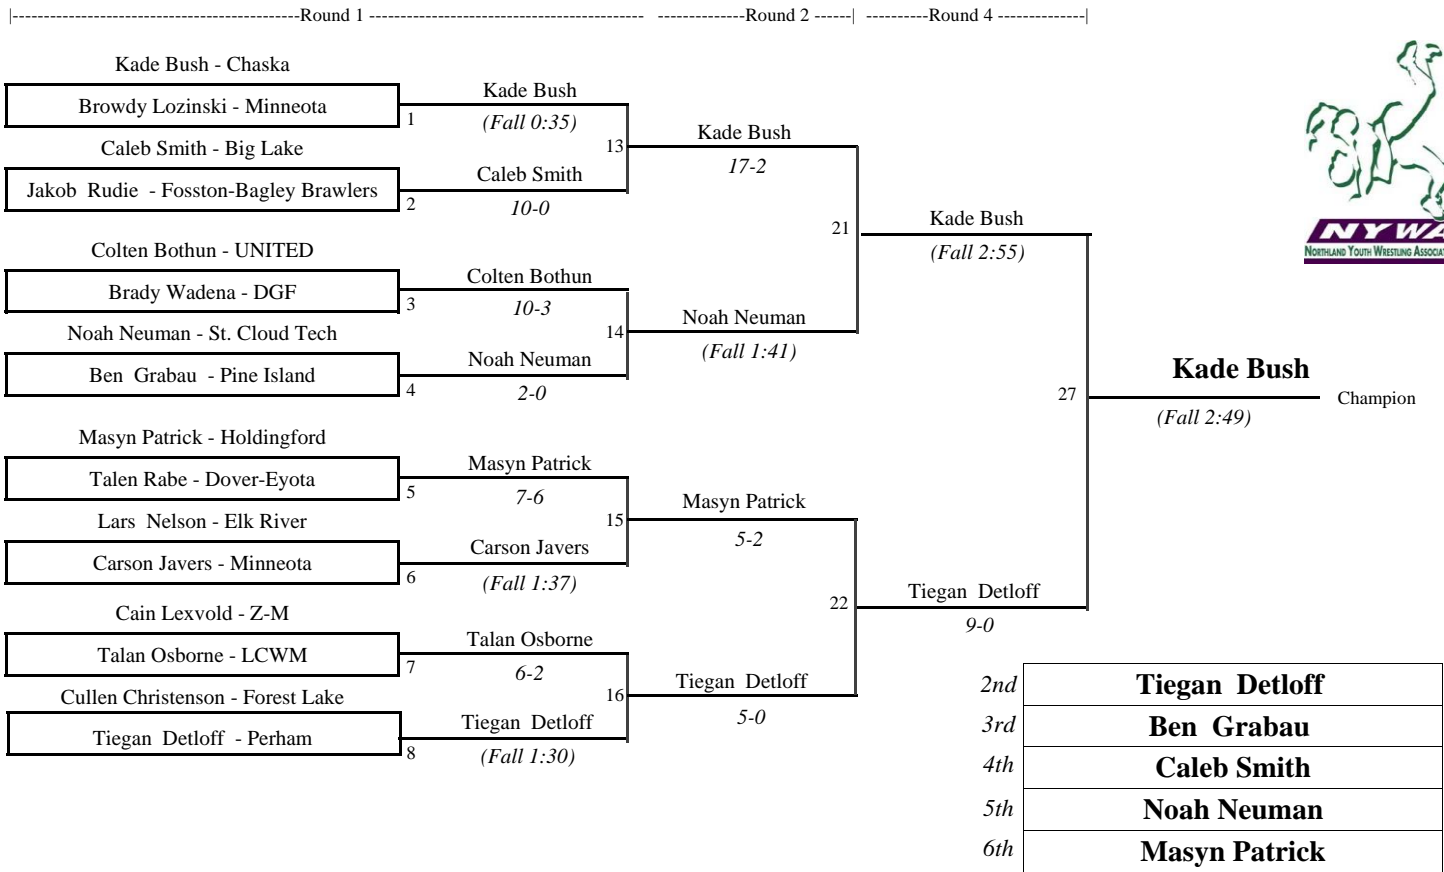 |--------------------------------------------Round 1 ------------------------------------------ --------------Round 2 ------| ----------Round 4 --------------|
Kade Bush - Chaska
Browdy Lozinski - Minneota
1
Caleb Smith - Big Lake
Jakob Rudie - Fosston-Bagley Brawlers
2
Colten Bothun - UNITED
Brady Wadena - DGF
3
Noah Neuman - St. Cloud Tech
Ben Grabau - Pine Island
4
Masyn Patrick - Holdingford
Talen Rabe - Dover-Eyota
5
Lars Nelson - Elk River
Carson Javers - Minneota
6
Cain Lexvold - Z-M
Talan Osborne - LCWM
7
Cullen Christenson - Forest Lake
Tiegan Detloff - Perham
8
Kade Bush
(Fall 0:35)
13
Caleb Smith
10-0
Colten Bothun
10-3
14
Noah Neuman
2-0
Masyn Patrick
7-6
15
Carson Javers
(Fall 1:37)
Talan Osborne
6-2
16
Tiegan Detloff
(Fall 1:30)
Kade Bush
17-2
21
Noah Neuman
(Fall 1:41)
Masyn Patrick
5-2
22
Tiegan Detloff
5-0
Kade Bush
(Fall 2:55)
27
Tiegan Detloff
9-0
Kade Bush
Champion
(Fall 2:49)
NYWA
NORTHLAND YOUTH WRESTLING
2nd Tiegan Detloff
3rd Ben Grabau
4th Caleb Smith
5th Noah Neuman
6th Masyn Patrick